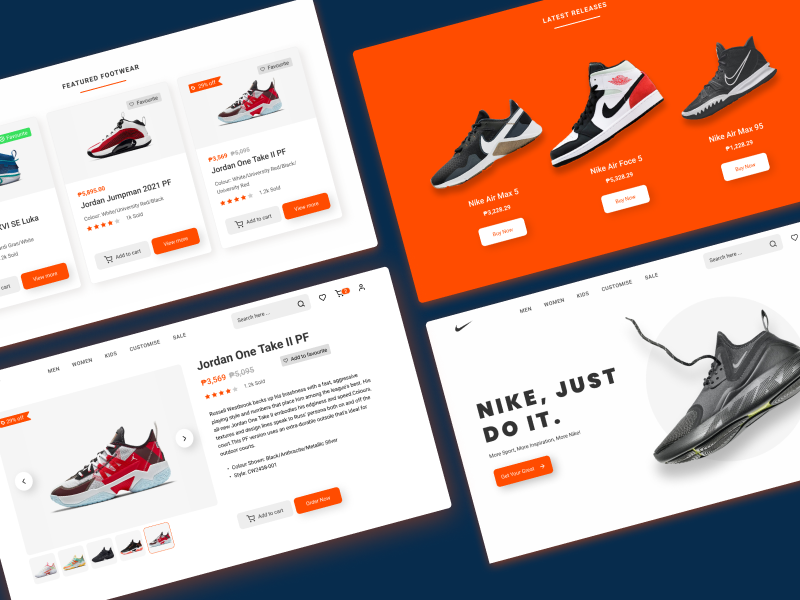 FEATURED FOOTWEAR
Favourite
XVI SE Luka
Grey/White
2k Sold
cart
View more
Favourite
₱5,895.00
Jordan Jumpman 2021 PF
Colour: White/University Red/Black
1k Sold
Add to cart
View more
29% off
Favourite
₱3,569 ₱5,095
Jordan One Take II PF
Colour: White/University Red/Black/
University Red
1.2k Sold
Add to cart
View more
LATEST RELEASES
Nike Air Max 5
₱3,228.29
Buy Now
Nike Air Foce 5
₱5,328.29
Buy Now
Nike Air Max 95
₱1,228.29
Buy Now
MEN WOMEN KIDS CUSTOMISE SALE
Search here ...
29% off
Jordan One Take II PF
₱3,569 ₱5,095
Add to favourite
1.2k Sold
Russell Westbrook backs up his brashness with a fast, aggressive
playing style and numbers that place him among the league's best. His
all-new Jordan One Take II embodies his edginess and speed.Colours,
textures and design lines speak to Russ' persona both on and off the
court.This PF version uses an extra-durable outsole that's ideal for
outdoor courts.
Colour Shown: Black/Anthracite/Metallic Silver
Style: CW2458-001
Add to cart
Order Now
MEN WOMEN KIDS CUSTOMISE SALE
Search here ...
NIKE, JUST
DO IT.
More Sport, More Inspiration, More Nike!
Get Your Gear